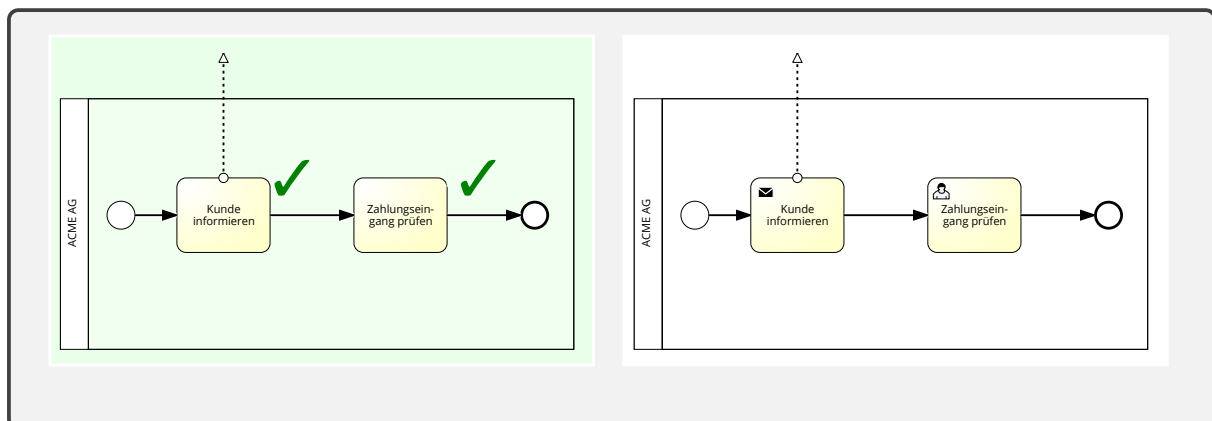 ACME AG
Kunde
informieren
Zahlungsein-
gang prüfen
ACME AG
Kunde
informieren
Zahlungsein-
gang prüfen